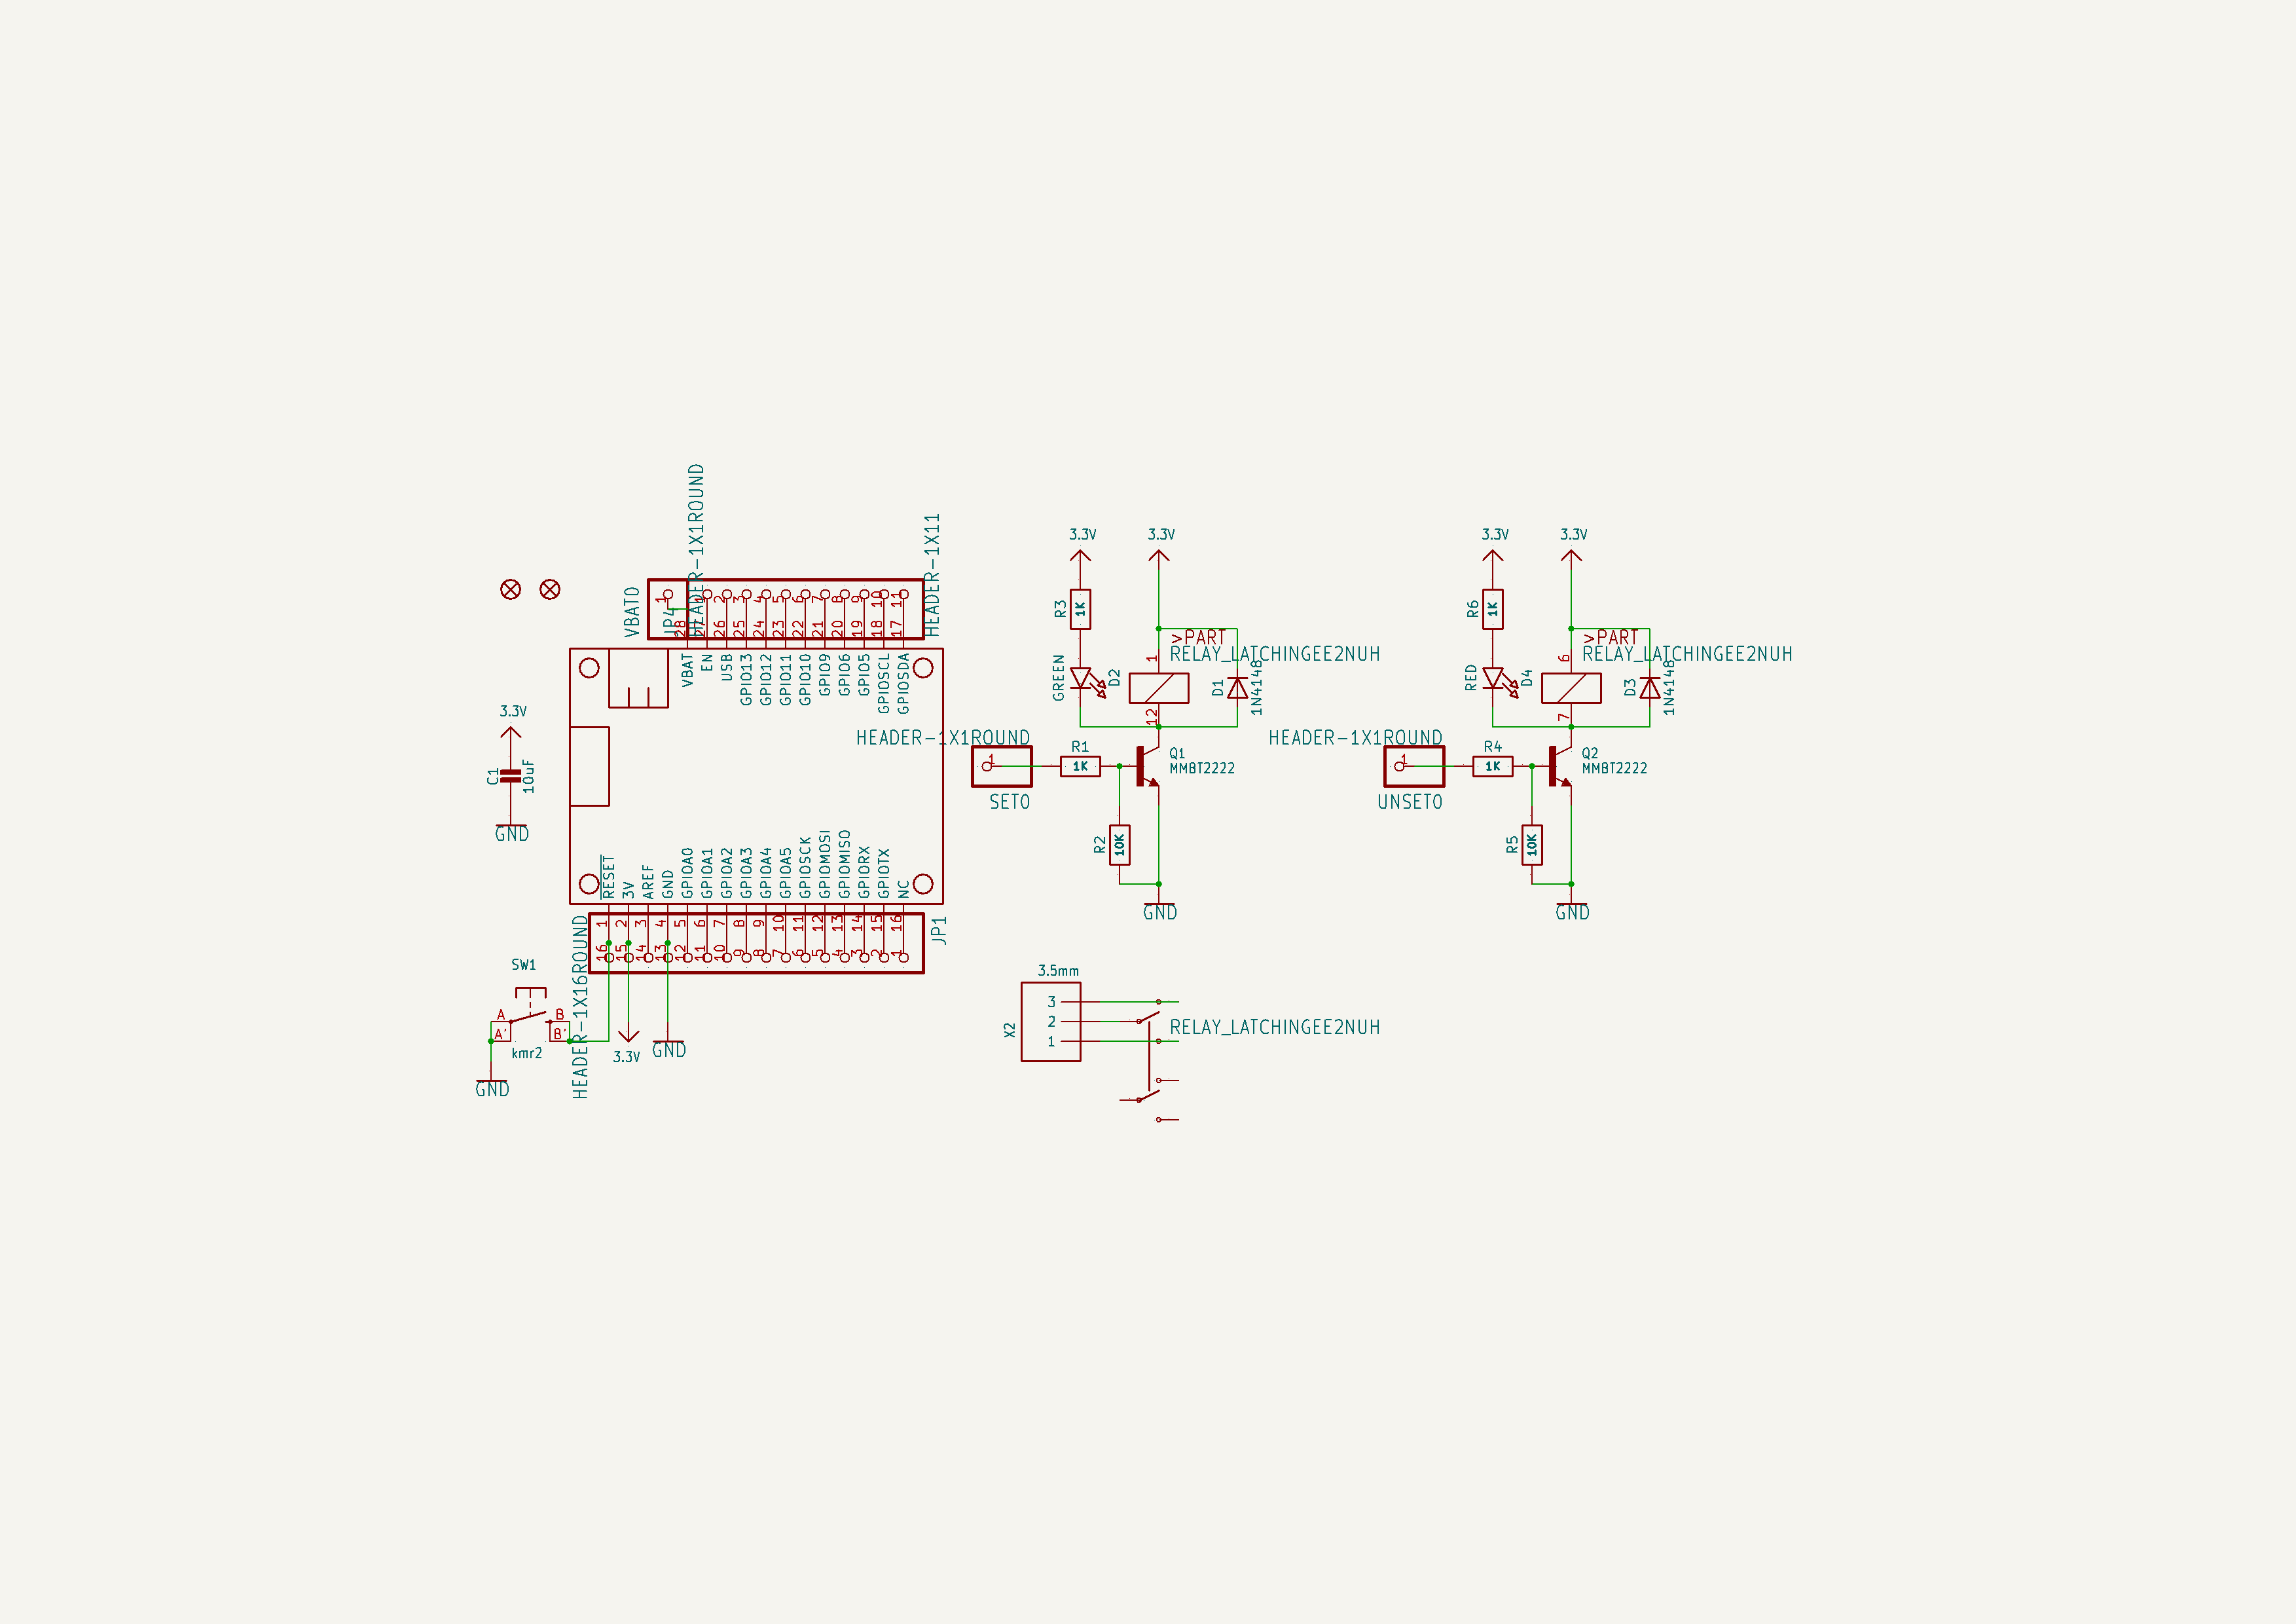 HEADER-1X1ROUND
HEADER-1X11
VBAT0
JP4
1
1
2
3
4
5
6
7
8
9
10
11
28
27
26
25
24
23
22
21
20
19
18
17
VBAT
EN
USB
GPIO13
GPIO12
GPIO11
GPIO10
GPIO9
GPIO6
GPIO5
GPIOSCL
GPIOSDA
3.3V
C1
10uF
GND
RESET
3V
AREF
GND
GPIOA0
GPIOA1
GPIOA2
GPIOA3
GPIOA4
GPIOA5
GPIOSCK
GPIOMOSI
GPIOMISO
GPIORX
GPIOTX
NC
1
2
3
4
5
6
7
8
9
10
11
12
13
14
15
16
16
15
14
13
12
11
10
9
8
7
6
5
4
3
2
1
JP1
HEADER-1X16ROUND
SW1
A
B
A'
B'
kmr2
GND
3.3V
GND
3.3V
3.3V
R3
1K
>PART
RELAY_LATCHINGEE2NUH
GREEN
D2
1
12
D1
1N4148
HEADER-1X1ROUND
1
SET0
R1
1K
Q1
MMBT2222
R2
10K
GND
3.3V
3.3V
R6
1K
>PART
RELAY_LATCHINGEE2NUH
RED
D4
6
7
D3
1N4148
HEADER-1X1ROUND
1
UNSET0
R4
1K
Q2
MMBT2222
R5
10K
GND
3.5mm
X2
3
2
1
RELAY_LATCHINGEE2NUH